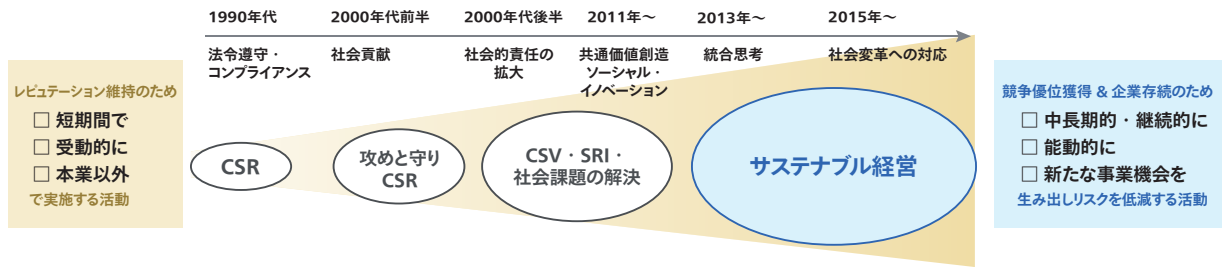 1990年代
2000年代前半
2000年代後半
2011年～
2013年～
2015年～
法令遵守・
コンプライアンス
社会貢献
社会的責任の
拡大
共通価値創造
ソーシャル・
イノベーション
統合思考
社会変革への対応
レピュテーション維持のため
□ 短期間で
□ 受動的に
□ 本業以外
で実施する活動
CSR
攻めと守り
CSR
CSV・SRI・
社会課題の解決
サステナブル経営
競争優位獲得 & 企業存続のため
□ 中長期的・継続的に
□ 能動的に
□ 新たな事業機会を
生み出しリスクを低減する活動